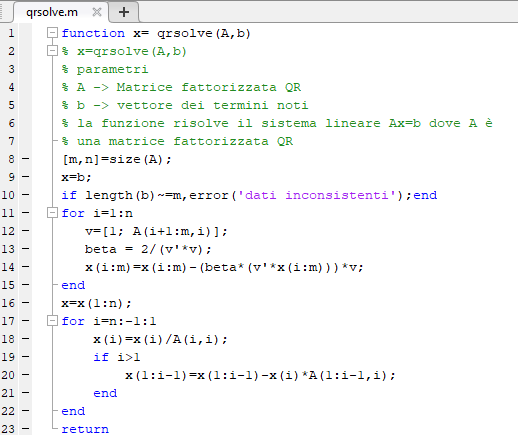 qrsolve.m
1 function x= qrsolve(A,b)
2 % x=qrsolve(A,b)
3 % parametri
4 % A -> Matrice fattorizzata QR
5 % b -> vettore dei termini noti
6 % la funzione risolve il sistema lineare Ax=b dove A è
7 % una matrice fattorizzata QR
8 - [m,n]=size(A);
9 - x=b;
10 - if length(b)~=m,error('dati inconsistenti');end
11 - for i=1:n
12 - v=[1; A(i+1:m,i)];
13 - beta = 2/(v'*v);
14 - x(i:m)=x(i:m)-(beta*(v'*x(i:m)))*v;
15 - end
16 - x=x(1:n);
17 - for i=n:-1:1
18 - x(i)=x(i)/A(i,i);
19 - if i>1
20 - x(1:i-1)=x(1:i-1)-x(i)*A(1:i-1,i);
21 - end
22 - end
23 - return